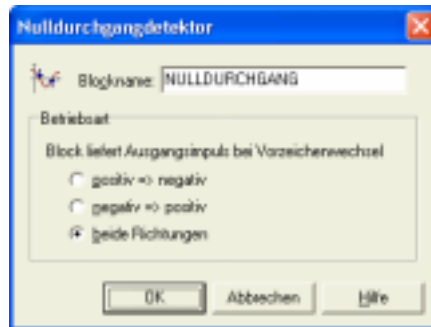 Nulldurchgangdetektor
Blockname: NULLDURCHGANG
Betriebsart
Block liefert Ausgangsimpuls bei Vorzeichenwechsel
positiv => negativ
negativ => positiv
beide Richtungen
OK Abbrechen Hilfe